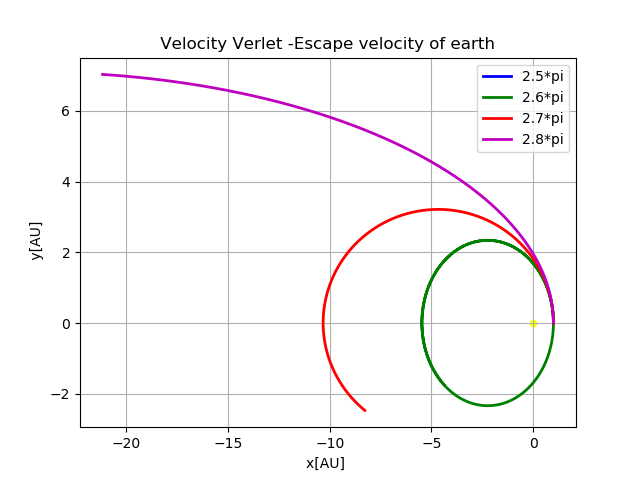 Velocity Verlet -Escape velocity of earth
y[AU]
6
4
2
0
−2
2.5*pi
2.6*pi
2.7*pi
2.8*pi
−20
−15
−10
−5
0
x[AU]